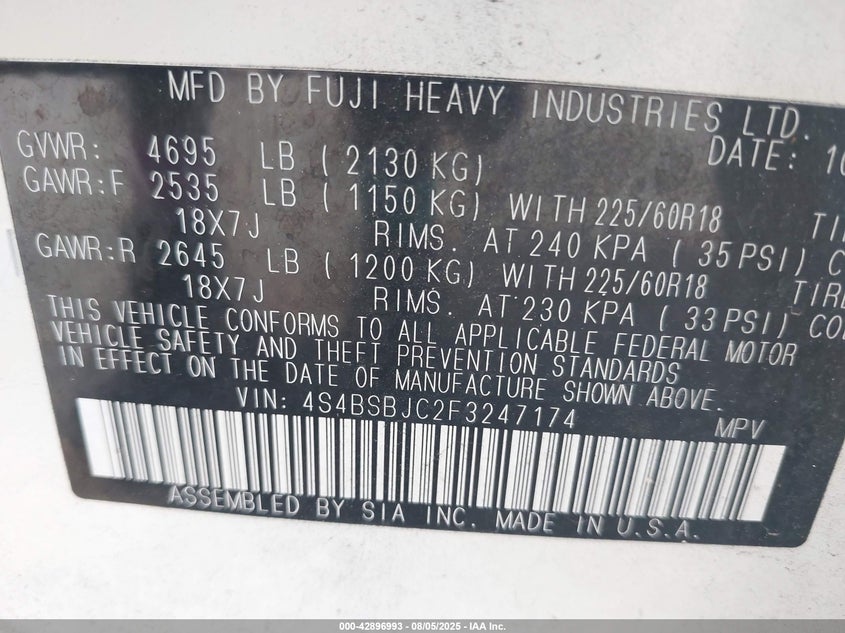 MFD BY FUJI HEAVY INDUSTRIES LTD.
GVWR: 4695 LB ( 2130 KG) DATE: 10
GAWR:F 2535 LB ( 1150 KG) WITH 225/60R18
18X7J RIMS. AT 240 KPA ( 35 PSI)
GAWR:R 2645 LB ( 1200 KG) WITH 225/60R18
18X7J RIMS. AT 230 KPA ( 33 PSI)
THIS VEHICLE CONFORMS TO ALL APPLICABLE FEDERAL MOTOR
VEHICLE SAFETY AND THEFT PREVENTION STANDARDS
IN EFFECT ON THE DATE OF MANUFACTURE SHOWN ABOVE.
VIN: 4S4BSBJC2F3247174 MPV
ASSEMBLED BY SIA INC. MADE IN U.S.A.
000-42896993 - 08/05/2025 - IAA Inc.